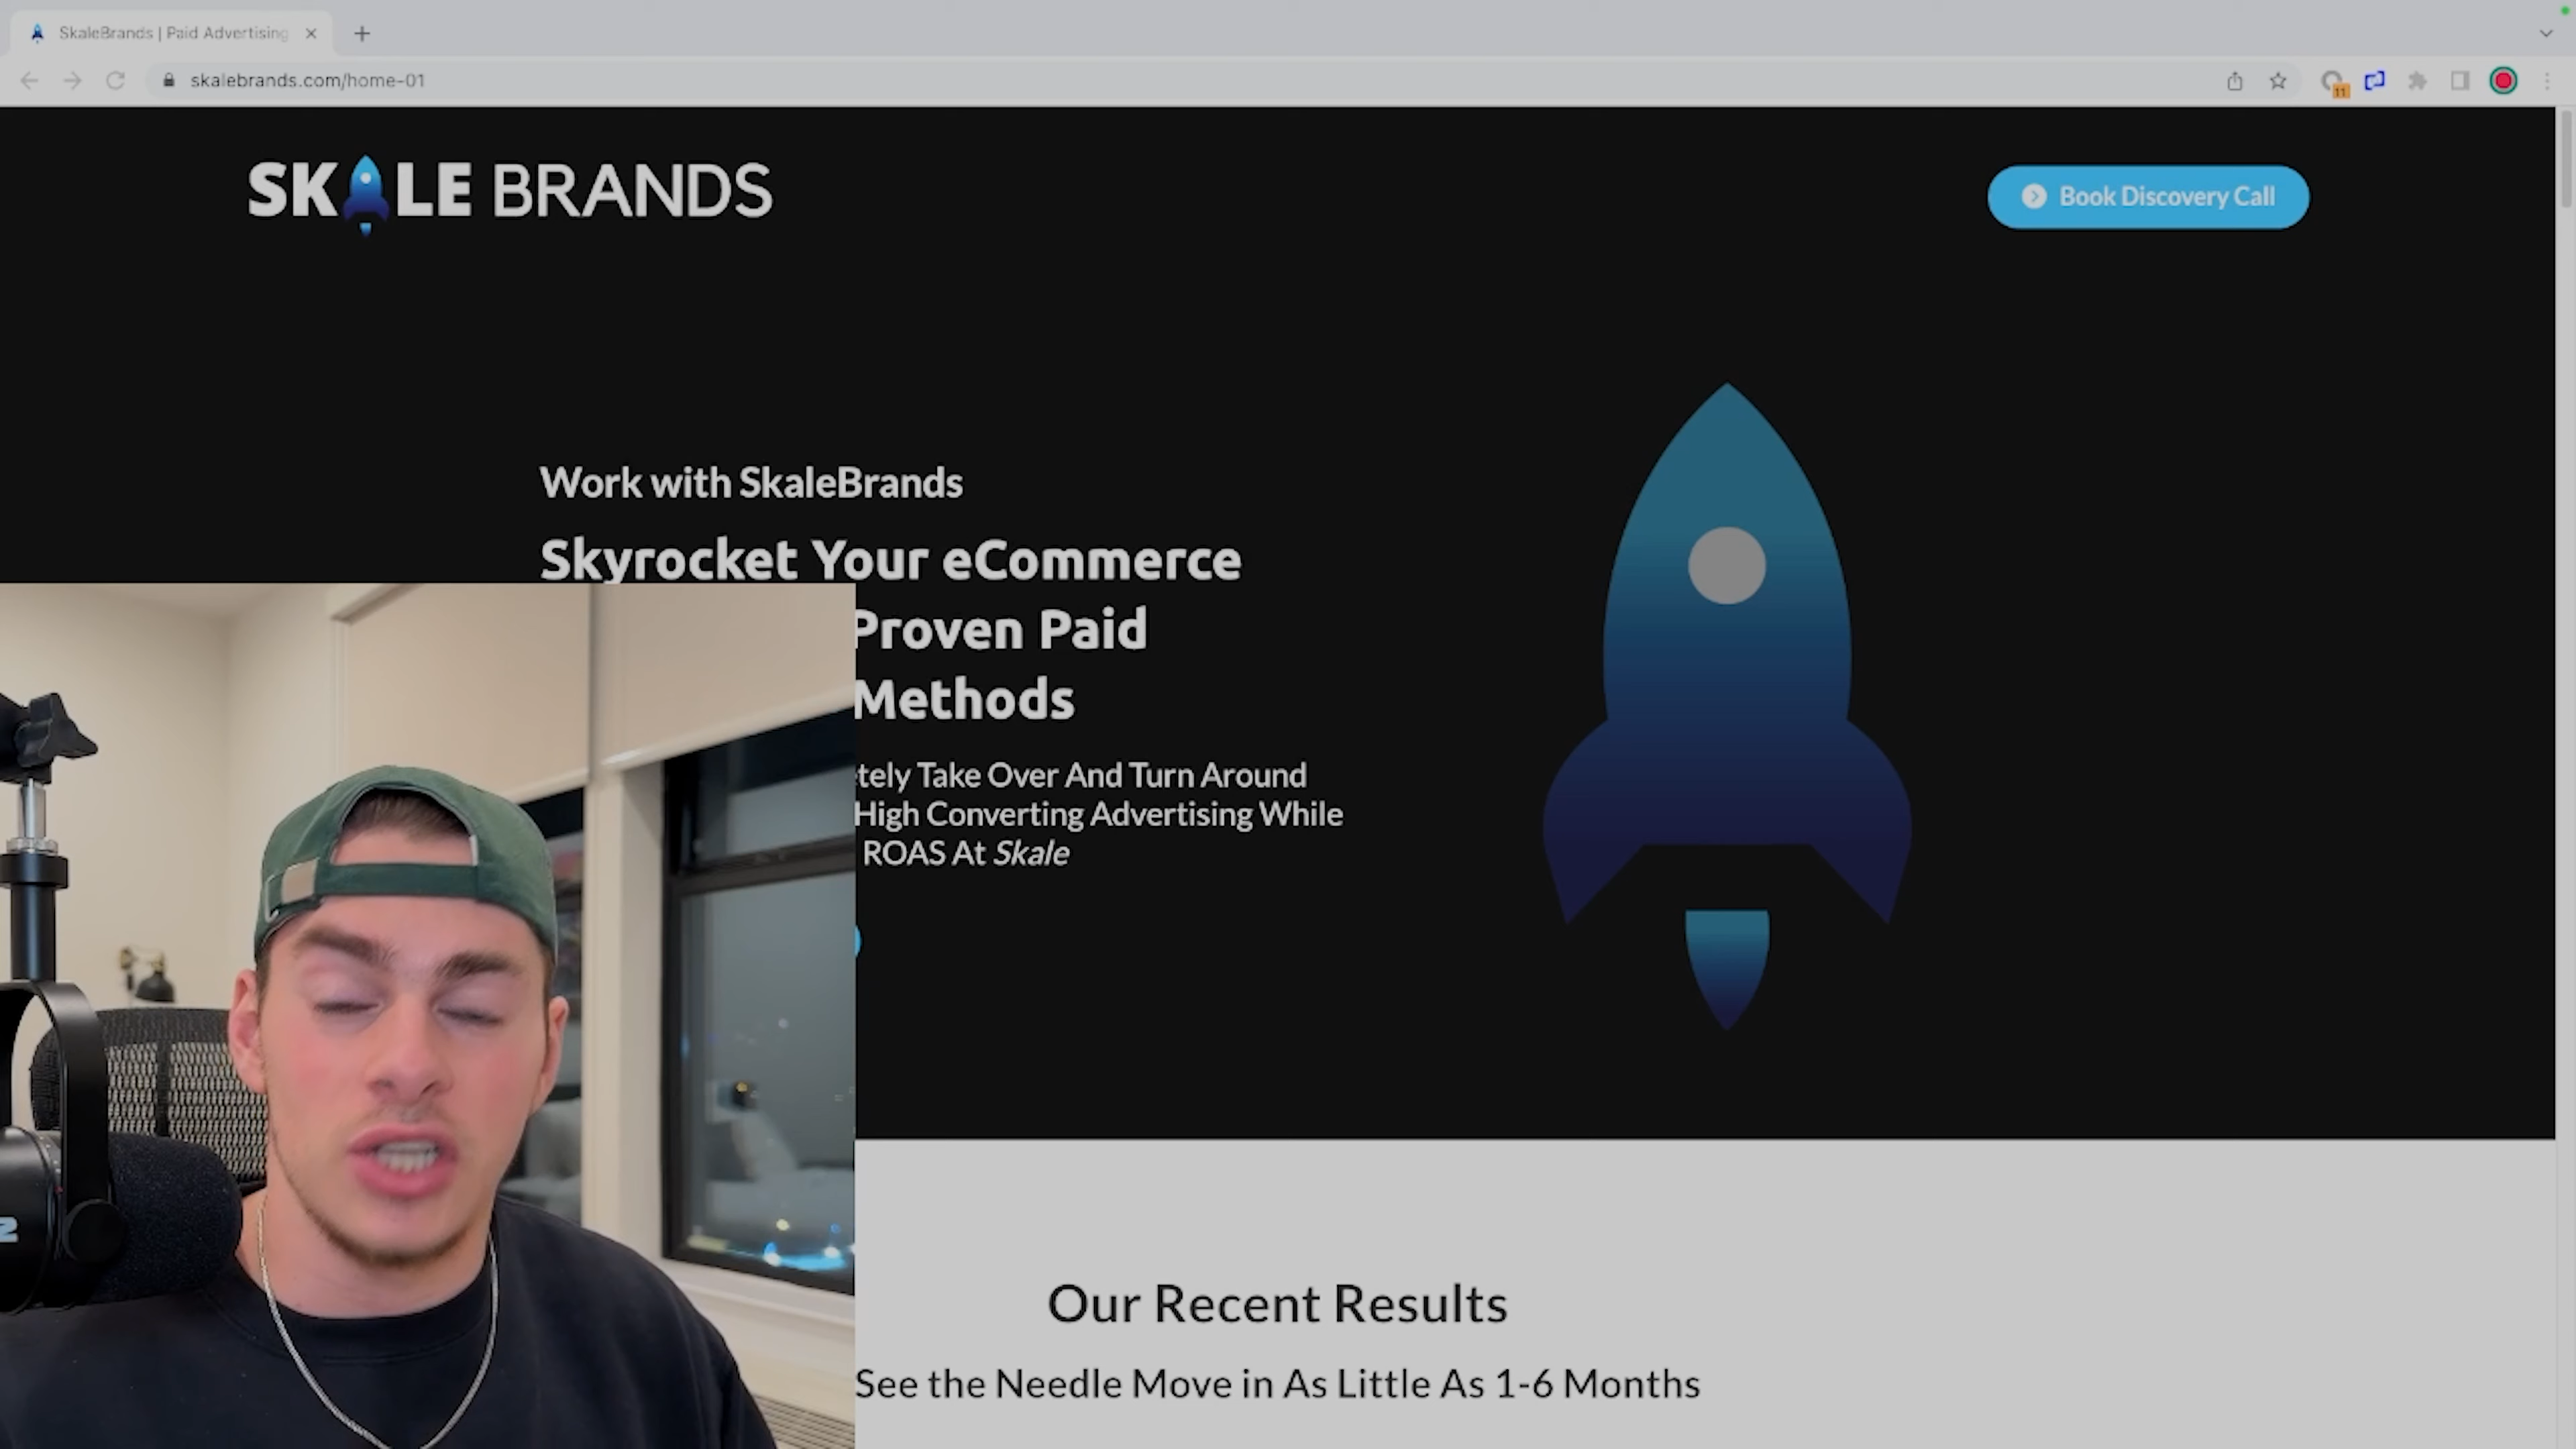 SkaleBrands | Paid Advertising
skalebrands.com/home-01
11
SKALE BRANDS
Book Discovery Call
Work with SkaleBrands
Skyrocket Your eCommerce
Proven Paid
Methods
tely Take Over And Turn Around
High Converting Advertising While
ROAS At Skale
Our Recent Results
See the Needle Move in As Little As 1-6 Months